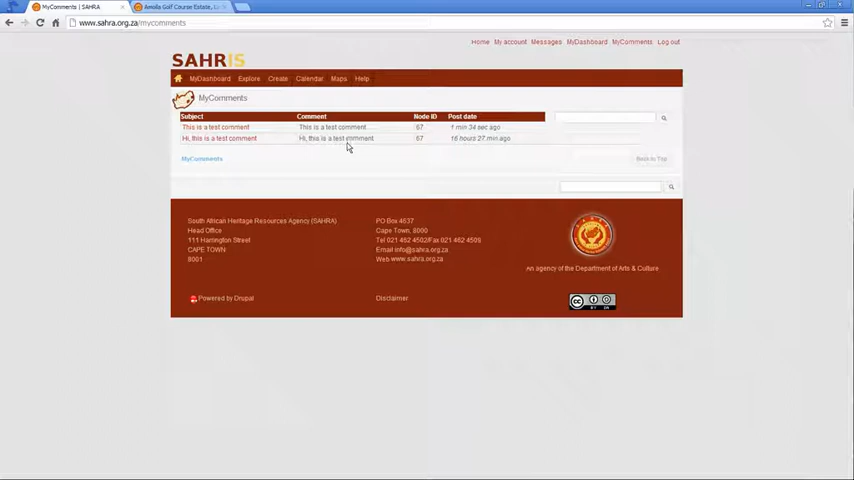 MyComments | SAHRA
Amolla Golf Course Estate, L
www.sahra.org.za/mycomments
Home My account Messages MyDashboard MyComments Log out
SAHRIS
MyDashboard Explore Create Calendar Maps Help
MyComments
Subject Comment Node ID Post date
This is a test comment This is a test comment 67 1 min 34 sec ago
Hi, this is a test comment Hi, this is a test comment 67 16 hours 27 min ago
MyComments
Back to Top
South African Heritage Resources Agency (SAHRA)
Head Office
111 Harrington Street
CAPE TOWN
8001
PO Box 4637
Cape Town, 8000
Tel 021 462 4502/Fax 021 462 4509
Email info@sahra.org.za
Web www.sahra.org.za
An agency of the Department of Arts & Culture
Powered by Drupal
Disclaimer
CC